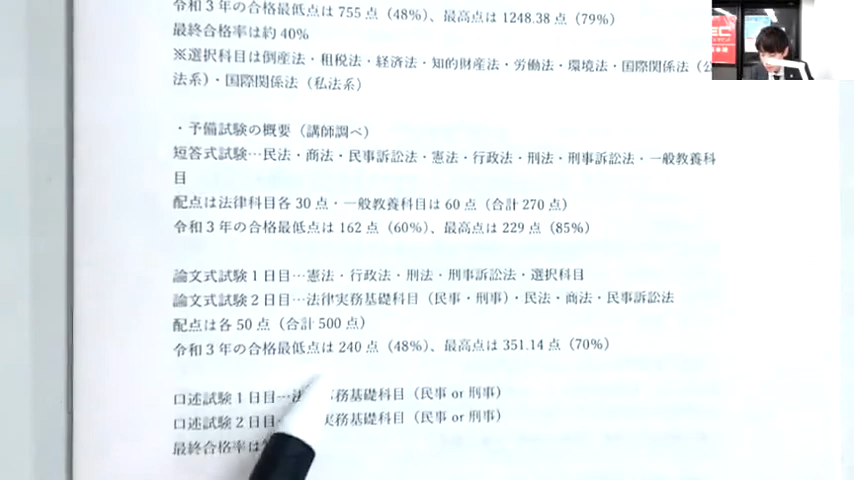 令和3年の合格最低点は 755 点（48%）、最高点は 1248.38 点（79%）
最終合格率は約 40%
※選択科目は倒産法・租税法・経済法・知的財産法・労働法・環境法・国際関係法（公
法系）・国際関係法（私法系）
・予備試験の概要（講師調べ）
短答式試験…民法・商法・民事訴訟法・憲法・行政法・刑法・刑事訴訟法・一般教養科
目
配点は法律科目各 30 点・一般教養科目は 60 点（合計 270 点）
令和3年の合格最低点は 162 点（60%）、最高点は 229 点（85%）
論文式試験1日目…憲法・行政法・刑法・刑事訴訟法・選択科目
論文式試験2日目…法律実務基礎科目（民事・刑事）・民法・商法・民事訴訟法
配点は各 50 点（合計 500 点）
令和3年の合格最低点は 240 点（48%）、最高点は 351.14 点（70%）
口述試験1日目…法 務基礎科目（民事 or 刑事）
口述試験2日目… 実務基礎科目（民事 or 刑事）
最終合格率は